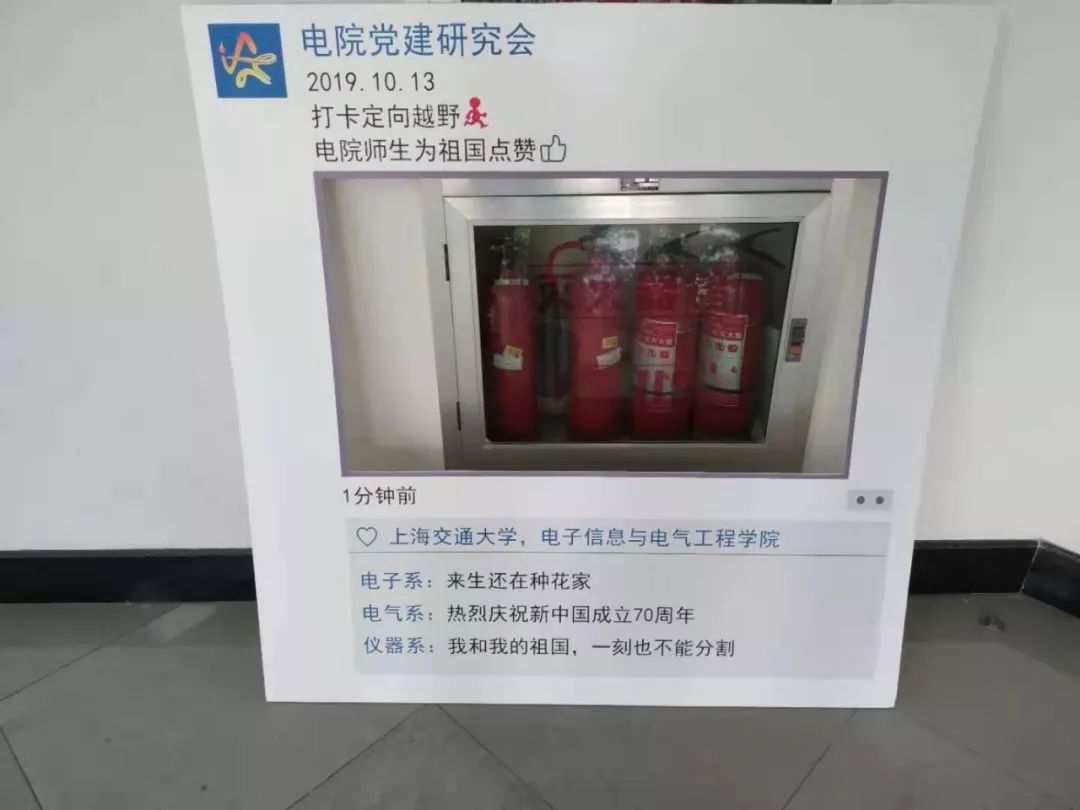 电院党建研究会
2019.10.13
打卡定向越野
电院师生为祖国点赞
灭火器
1分钟前
上海交通大学，电子信息与电气工程学院
电子系：来生还在种花家
电气系：热烈庆祝新中国成立70周年
仪器系：我和我的祖国，一刻也不能分割